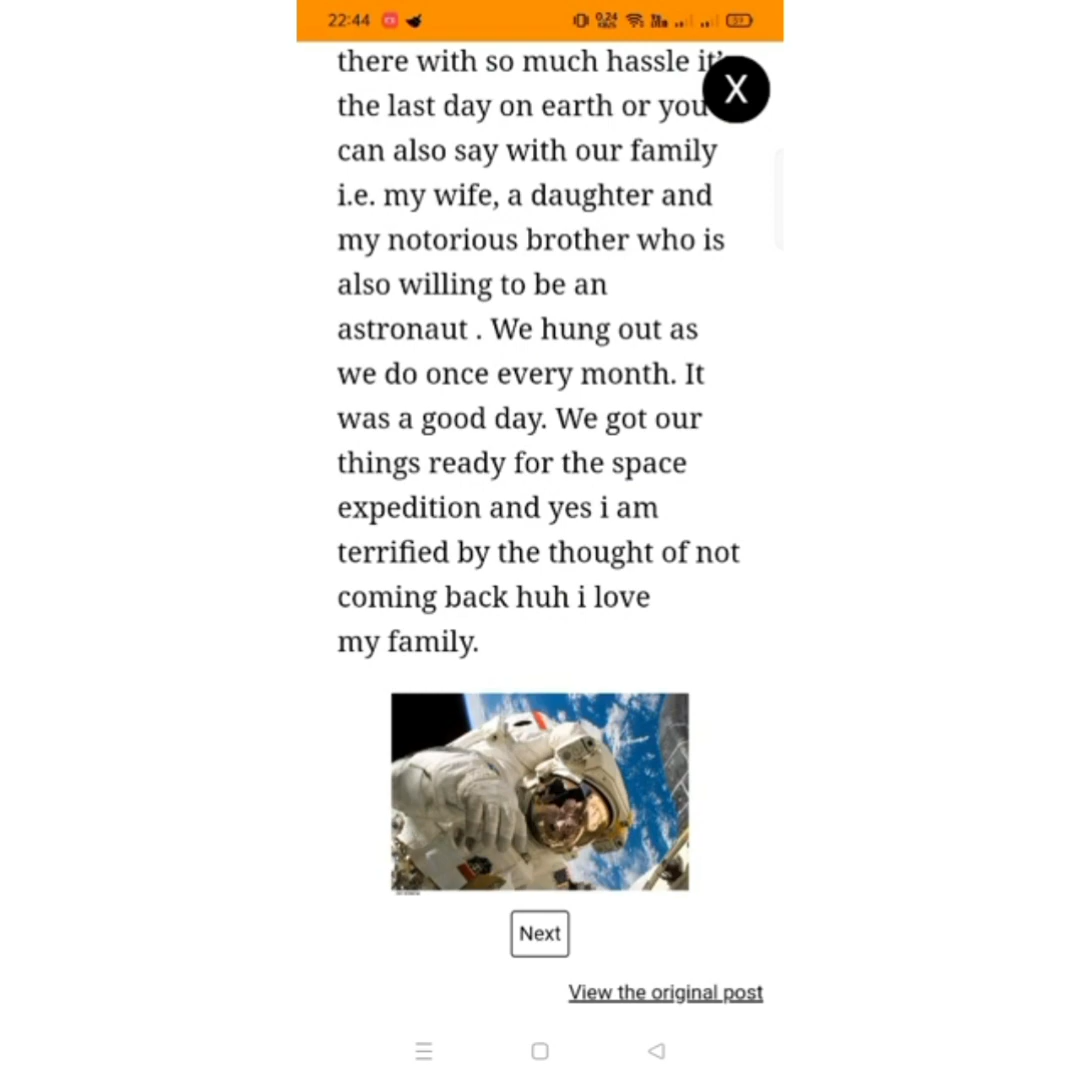 22:44
0.24
there with so much hassle it's
X
the last day on earth or you
can also say with our family
i.e. my wife, a daughter and
my notorious brother who is
also willing to be an
astronaut . We hung out as
we do once every month. It
was a good day. We got our
things ready for the space
expedition and yes i am
terrified by the thought of not
coming back huh i love
my family.
Next
View the original post